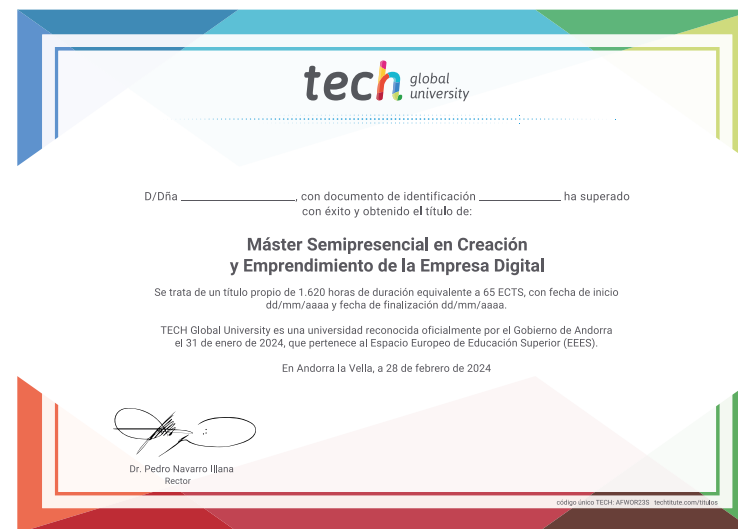 tech global university
D/Dña ____________________, con documento de identificación ______________ ha superado
con éxito y obtenido el título de:
Máster Semipresencial en Creación
y Emprendimiento de la Empresa Digital
Se trata de un título propio de 1.620 horas de duración equivalente a 65 ECTS, con fecha de inicio
dd/mm/aaaa y fecha de finalización dd/mm/aaaa.
TECH Global University es una universidad reconocida oficialmente por el Gobierno de Andorra
el 31 de enero de 2024, que pertenece al Espacio Europeo de Educación Superior (EEES).
En Andorra la Vella, a 28 de febrero de 2024
Dr. Pedro Navarro Illana
Rector
código único TECH: AFWOR23S techtitute.com/titulos